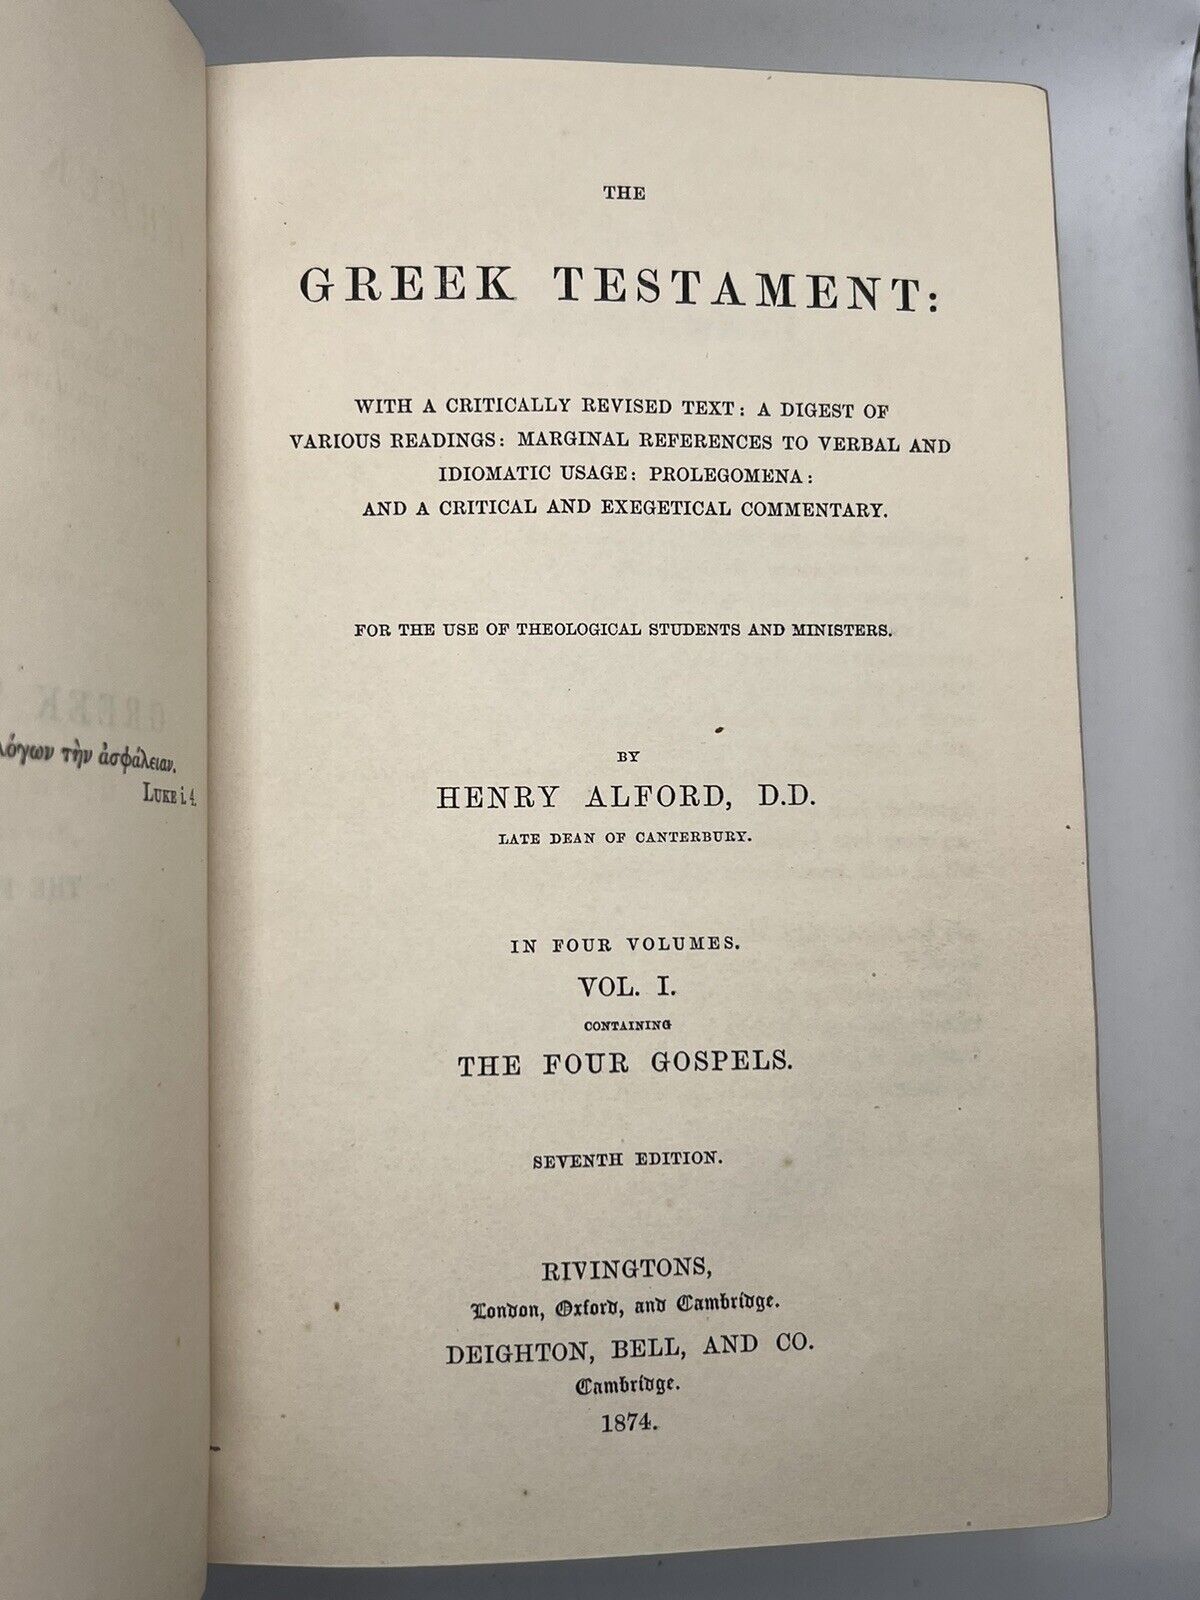 λόγων τὴν ἀσφάλειαν.
LUKE i. 4.
THE
GREEK TESTAMENT:
WITH A CRITICALLY REVISED TEXT: A DIGEST OF
VARIOUS READINGS: MARGINAL REFERENCES TO VERBAL AND
IDIOMATIC USAGE: PROLEGOMENA:
AND A CRITICAL AND EXEGETICAL COMMENTARY.
FOR THE USE OF THEOLOGICAL STUDENTS AND MINISTERS.
BY
HENRY ALFORD, D.D.
LATE DEAN OF CANTERBURY.
IN FOUR VOLUMES.
VOL. I.
CONTAINING
THE FOUR GOSPELS.
SEVENTH EDITION.
RIVINGTONS,
London, Oxford, and Cambridge.
DEIGHTON, BELL, AND CO.
Cambridge.
1874.